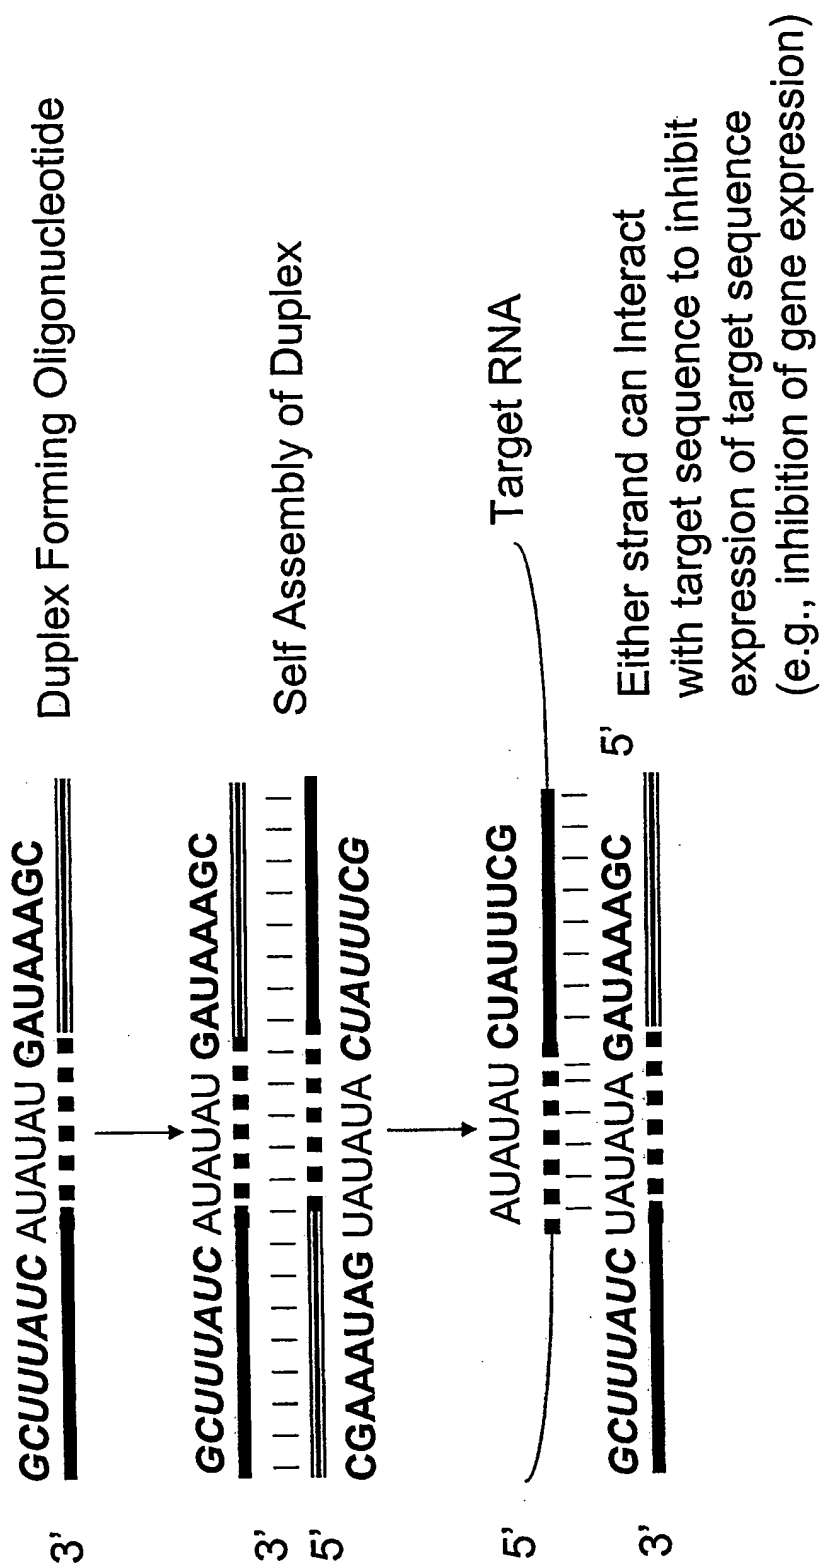 GCUUUAUC AUAUAU GAUAAAGC
3'
Duplex Forming Oligonucleotide
GCUUUAUC AUAUAU GAUAAAGC
3'
5'
CGAAAUAG UAUAUA CUAUUUCG
Self Assembly of Duplex
AUAUAU CUAUUUCG
5'
Target RNA
GCUUUAUC UAUAUA GAUAAAGC
3'
5'
Either strand can Interact
with target sequence to inhibit
expression of target sequence
(e.g., inhibition of gene expression)